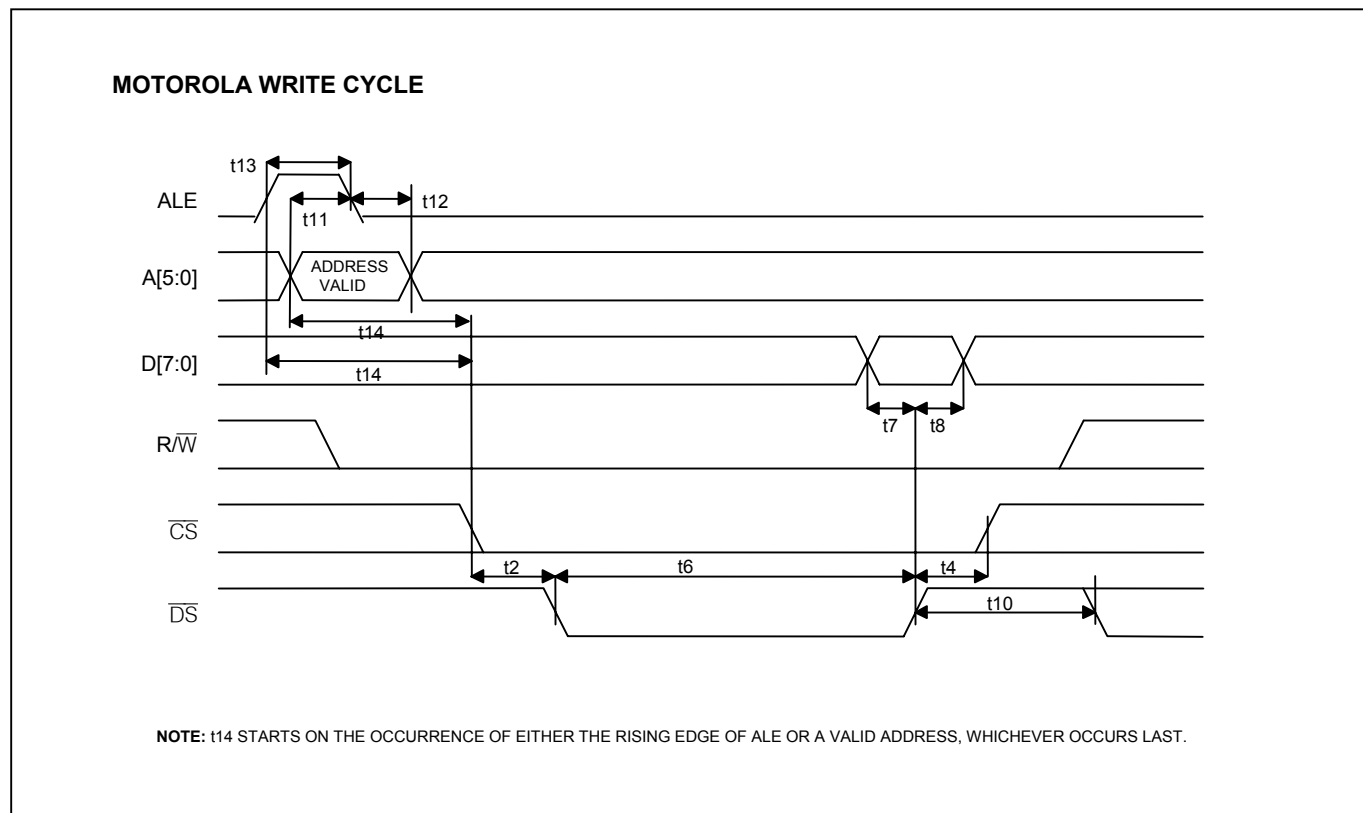 MOTOROLA WRITE CYCLE
t13
ALE
t11
t12
A[5:0]
ADDRESS
VALID
t14
D[7:0]
t14
t7
t8
R/W̅
C̅S̅
t2
t6
t4
D̅S̅
t10
NOTE: t14 STARTS ON THE OCCURRENCE OF EITHER THE RISING EDGE OF ALE OR A VALID ADDRESS, WHICHEVER OCCURS LAST.